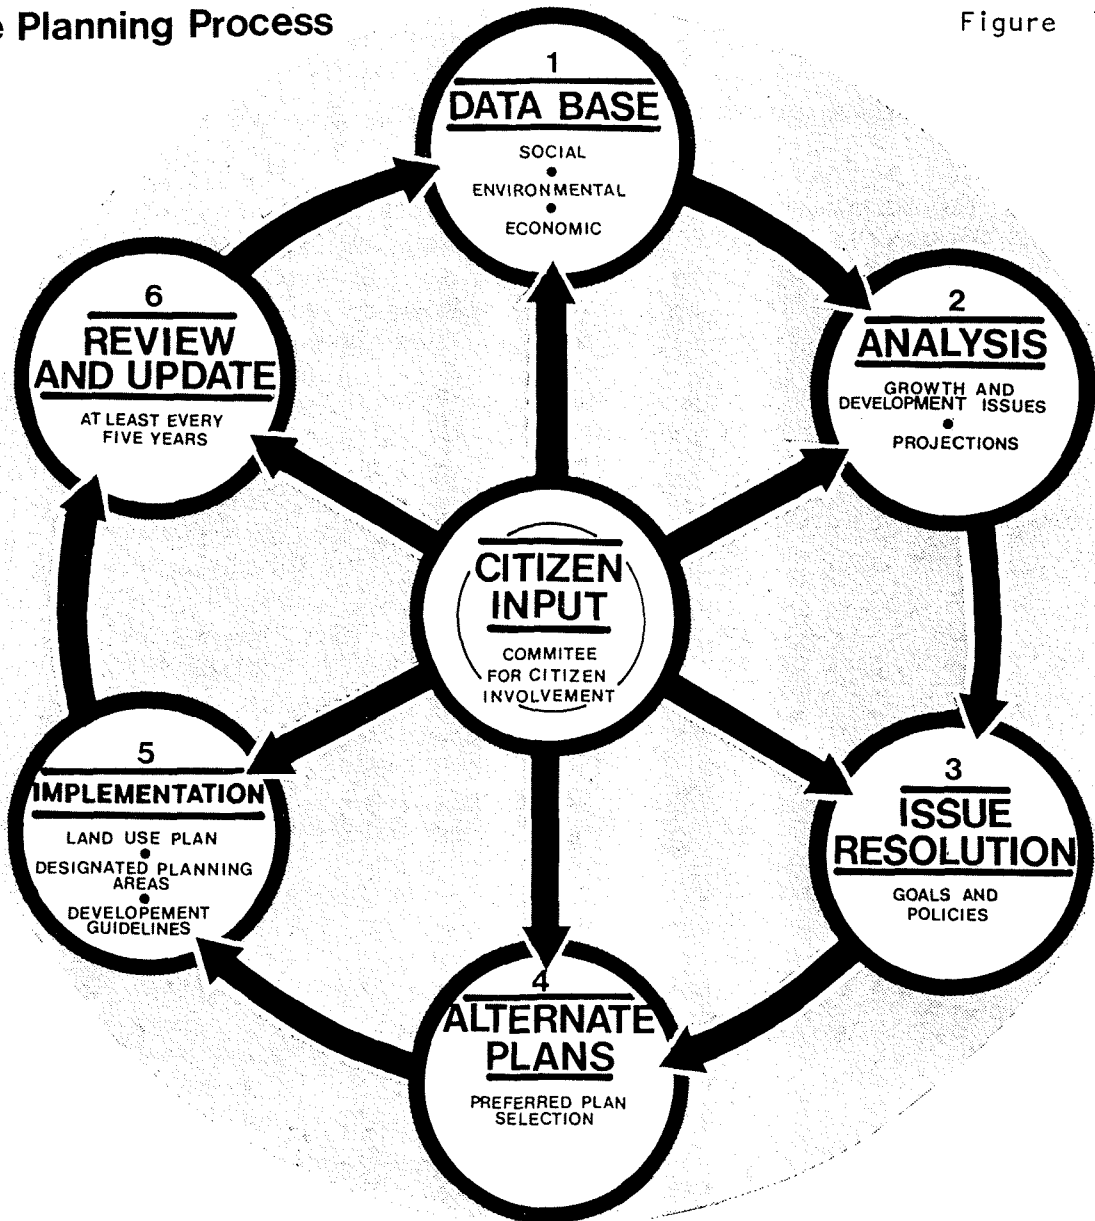 e Planning Process
Figure
1
DATA BASE
SOCIAL
•
ENVIRONMENTAL
•
ECONOMIC
2
ANALYSIS
GROWTH AND
DEVELOPMENT ISSUES
•
PROJECTIONS
3
ISSUE
RESOLUTION
GOALS AND
POLICIES
4
ALTERNATE
PLANS
PREFERRED PLAN
SELECTION
5
IMPLEMENTATION
LAND USE PLAN
•
DESIGNATED PLANNING
AREAS
•
DEVELOPEMENT
GUIDELINES
6
REVIEW
AND UPDATE
AT LEAST EVERY
FIVE YEARS
CITIZEN
INPUT
COMMITEE
FOR CITIZEN
INVOLVEMENT